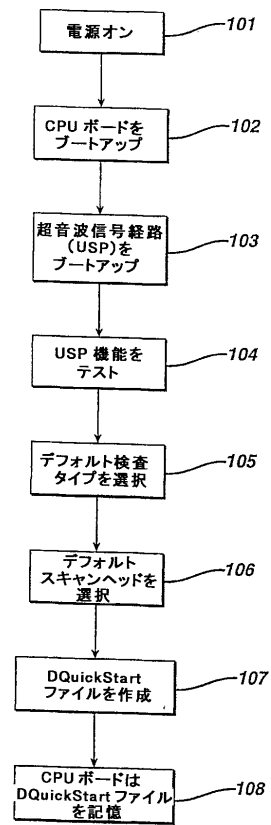 電源オン
101
CPU ボードを
ブートアップ
102
超音波信号経路
(USP)を
ブートアップ
103
USP 機能を
テスト
104
デフォルト検査
タイプを選択
105
デフォルト
スキャンヘッドを
選択
106
DQuickStart
ファイルを作成
107
CPU ボードは
DQuickStart ファイル
を記憶
108